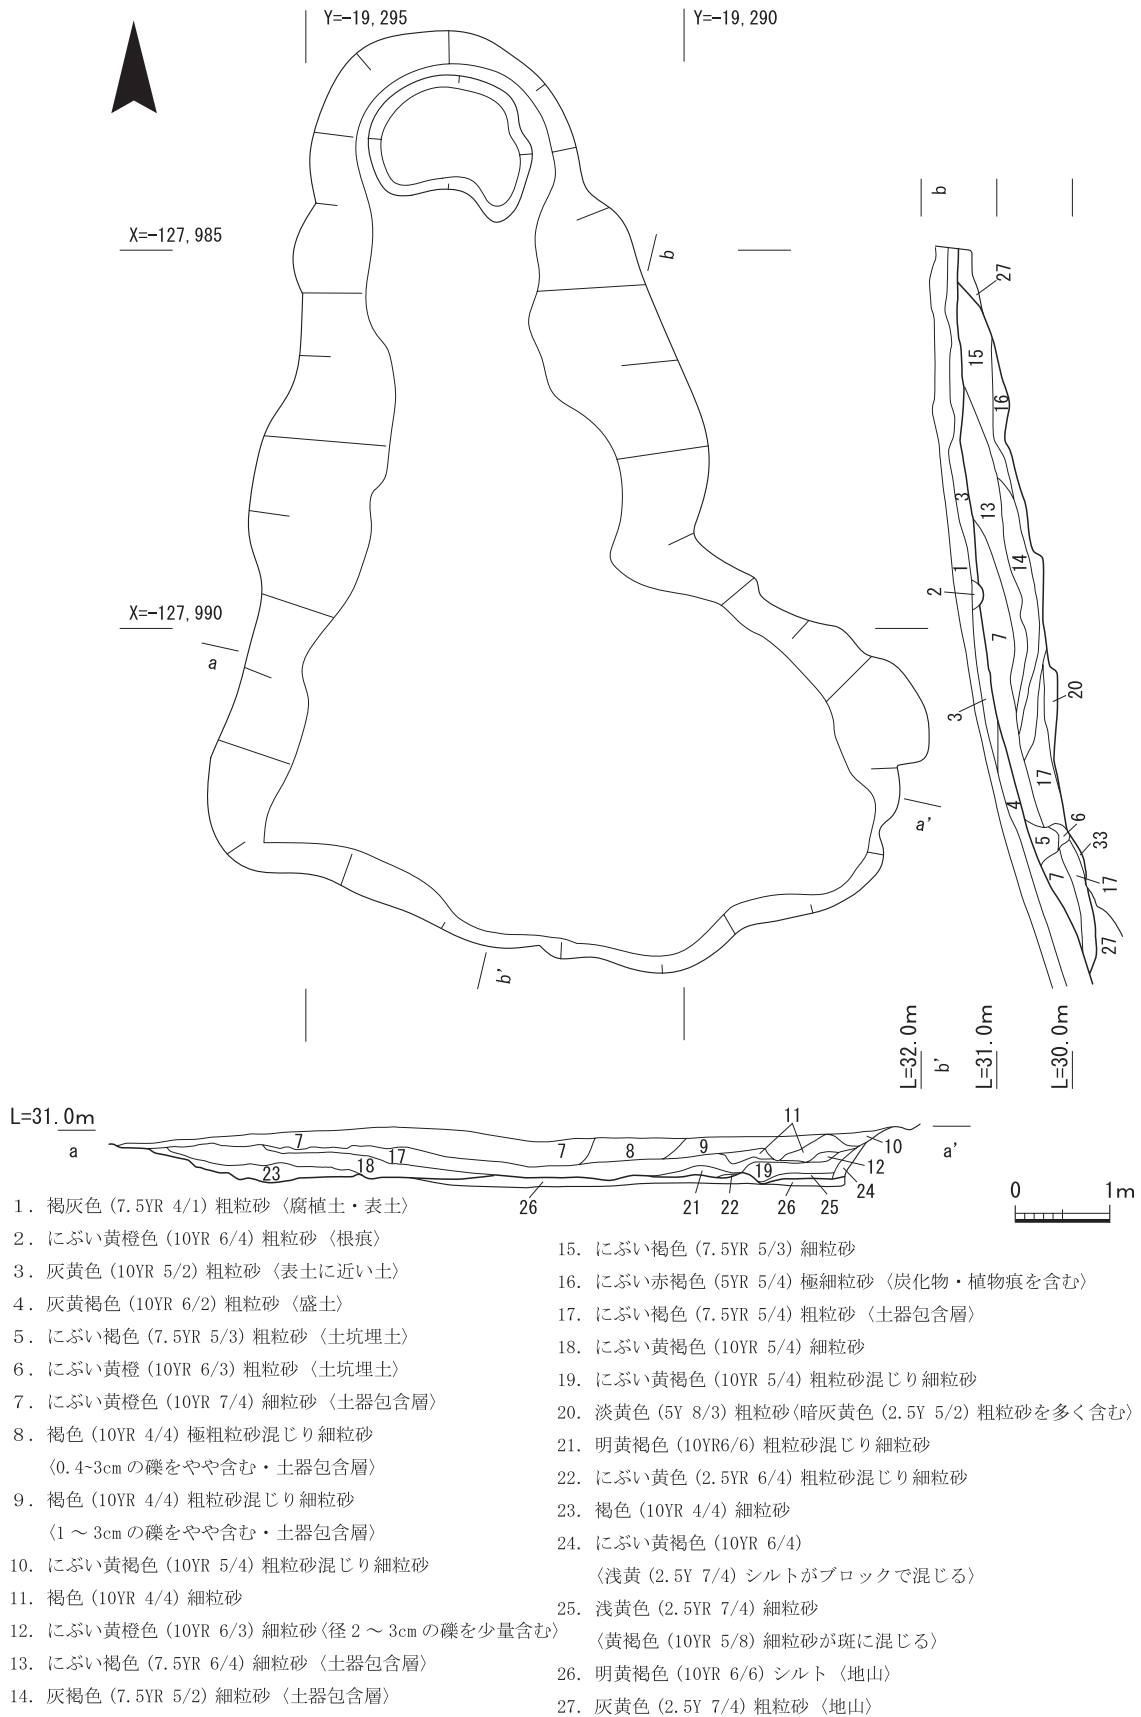 Y=-19,295
Y=-19,290
b
X=-127,985
b
27
15
16
3
13
14
1
2
X=-127,990
a
7
20
3
17
4
a'
6
5
33
7
17
27
b'
L=32.0m
b'
L=31.0m
L=30.0m
L=31.0m
a
7
17
18
23
7
8
9
11
10
a'
19
12
24
26
21
22
26
25
0
1m
1. 褐灰色 (7.5YR 4/1) 粗粒砂〈腐植土・表土〉
2. にぶい黄橙色 (10YR 6/4) 粗粒砂〈根痕〉
3. 灰黄色 (10YR 5/2) 粗粒砂〈表土に近い土〉
4. 灰黄褐色 (10YR 6/2) 粗粒砂〈盛土〉
5. にぶい褐色 (7.5YR 5/3) 粗粒砂〈土坑埋土〉
6. にぶい黄橙 (10YR 6/3) 粗粒砂〈土坑埋土〉
7. にぶい黄橙色 (10YR 7/4) 細粒砂〈土器包含層〉
8. 褐色 (10YR 4/4) 極粗粒砂混じり細粒砂
〈0.4~3cm の礫をやや含む・土器包含層〉
9. 褐色 (10YR 4/4) 粗粒砂混じり細粒砂
〈1 ～ 3cm の礫をやや含む・土器包含層〉
10. にぶい黄褐色 (10YR 5/4) 粗粒砂混じり細粒砂
11. 褐色 (10YR 4/4) 細粒砂
12. にぶい黄橙色 (10YR 6/3) 細粒砂〈径 2 ～ 3cm の礫を少量含む〉
13. にぶい褐色 (7.5YR 6/4) 細粒砂〈土器包含層〉
14. 灰褐色 (7.5YR 5/2) 細粒砂〈土器包含層〉
15. にぶい褐色 (7.5YR 5/3) 細粒砂
16. にぶい赤褐色 (5YR 5/4) 極細粒砂〈炭化物・植物痕を含む〉
17. にぶい褐色 (7.5YR 5/4) 粗粒砂〈土器包含層〉
18. にぶい黄褐色 (10YR 5/4) 細粒砂
19. にぶい黄褐色 (10YR 5/4) 粗粒砂混じり細粒砂
20. 淡黄色 (5Y 8/3) 粗粒砂〈暗灰黄色 (2.5Y 5/2) 粗粒砂を多く含む〉
21. 明黄褐色 (10YR6/6) 粗粒砂混じり細粒砂
22. にぶい黄色 (2.5YR 6/4) 粗粒砂混じり細粒砂
23. 褐色 (10YR 4/4) 細粒砂
24. にぶい黄褐色 (10YR 6/4)
〈浅黄 (2.5Y 7/4) シルトがブロックで混じる〉
25. 浅黄色 (2.5YR 7/4) 細粒砂
〈黄褐色 (10YR 5/8) 細粒砂が斑に混じる〉
26. 明黄褐色 (10YR 6/6) シルト〈地山〉
27. 灰黄色 (2.5Y 7/4) 粗粒砂〈地山〉